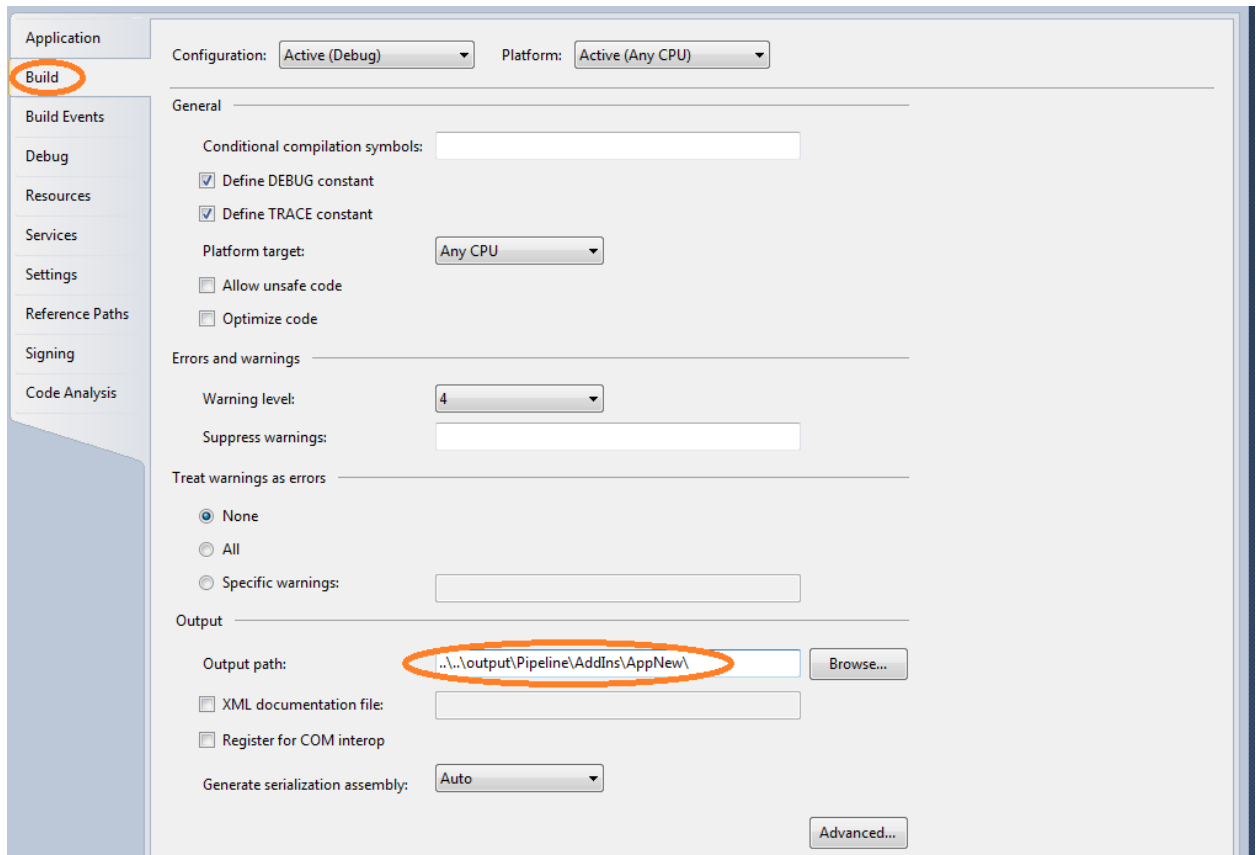 Application
Build
Build Events
Debug
Resources
Services
Settings
Reference Paths
Signing
Code Analysis
Configuration: Active (Debug) Platform: Active (Any CPU)
General
Conditional compilation symbols:
Define DEBUG constant
Define TRACE constant
Platform target: Any CPU
Allow unsafe code
Optimize code
Errors and warnings
Warning level: 4
Suppress warnings:
Treat warnings as errors
None
All
Specific warnings:
Output
Output path: ..\..\output\Pipeline\AddIns\AppNew\ Browse...
XML documentation file:
Register for COM interop
Generate serialization assembly: Auto
Advanced...